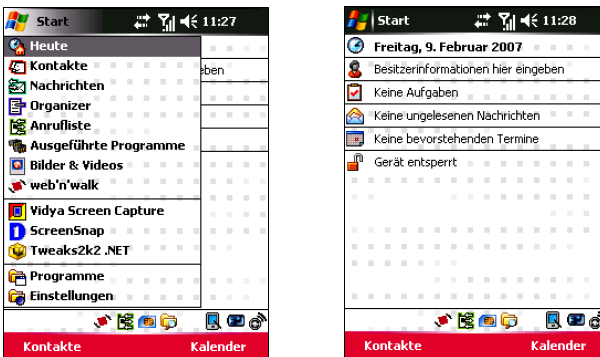 Start 11:27
Heute
Kontakte
eben
Nachrichten
Organizer
Anrufliste
Ausgeführte Programme
Bilder & Videos
web'n'walk
Vidya Screen Capture
ScreenSnap
Tweaks2k2 .NET
Programme
Einstellungen
Kontakte Kalender
Start 11:28
Freitag, 9. Februar 2007
Besitzerinformationen hier eingeben
Keine Aufgaben
Keine ungelesenen Nachrichten
Keine bevorstehenden Termine
Gerät entsperrt
Kontakte Kalender